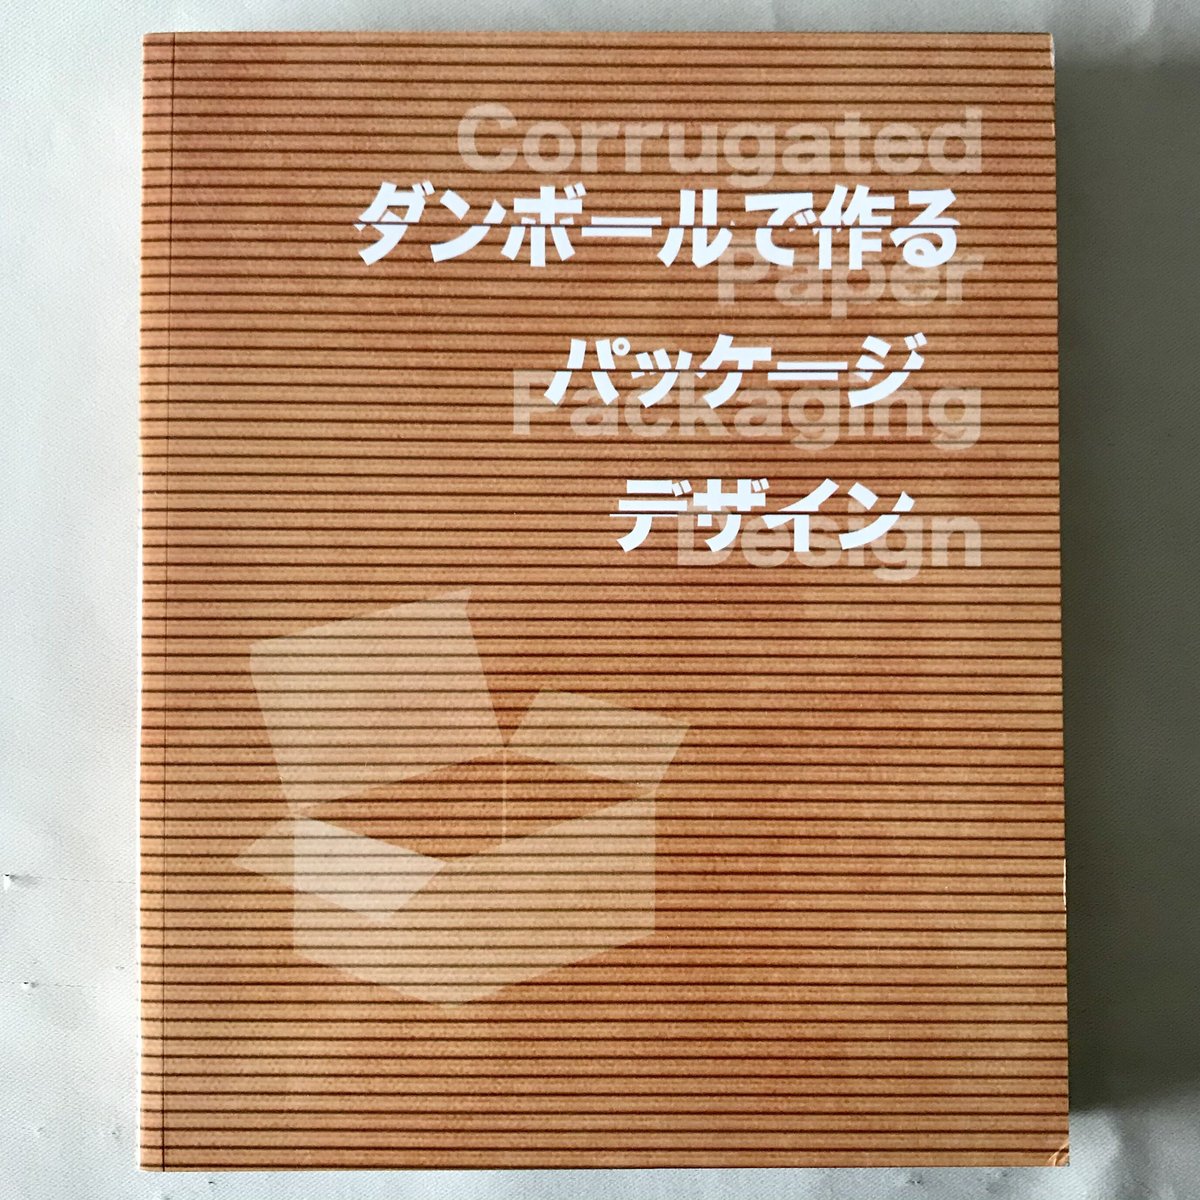 Corrugated
ダンボールで作る
Paper
パッケージ
Packaging
デザイン
Design